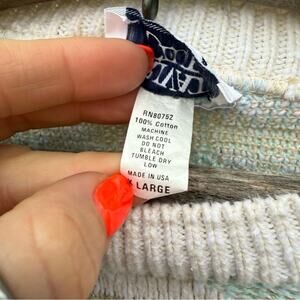 RN80752
100% Cotton
MACHINE
WASH COOL
DO NOT
BLEACH
TUMBLE DRY
LOW
MADE IN USA
X LARGE